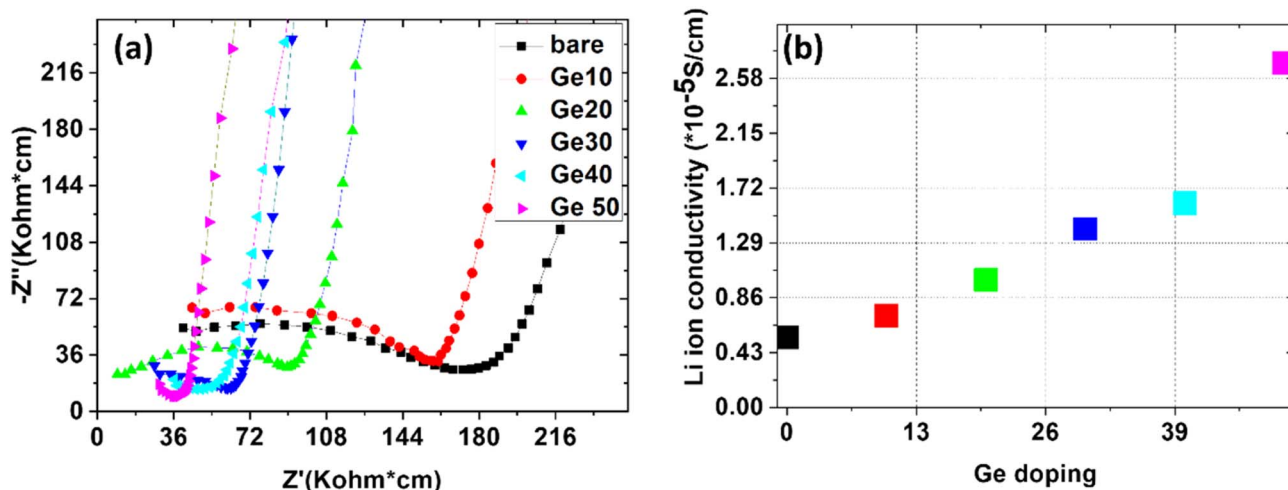 (a)
bare
Ge10
Ge20
Ge30
Ge40
Ge 50
-Z''(Kohm*cm)
216
180
144
108
72
36
0
0 36 72 108 144 180 216
Z'(Kohm*cm)
(b)
Li ion conductivity (*10-5S/cm)
2.58
2.15
1.72
1.29
0.86
0.43
0.00
0 13 26 39
Ge doping